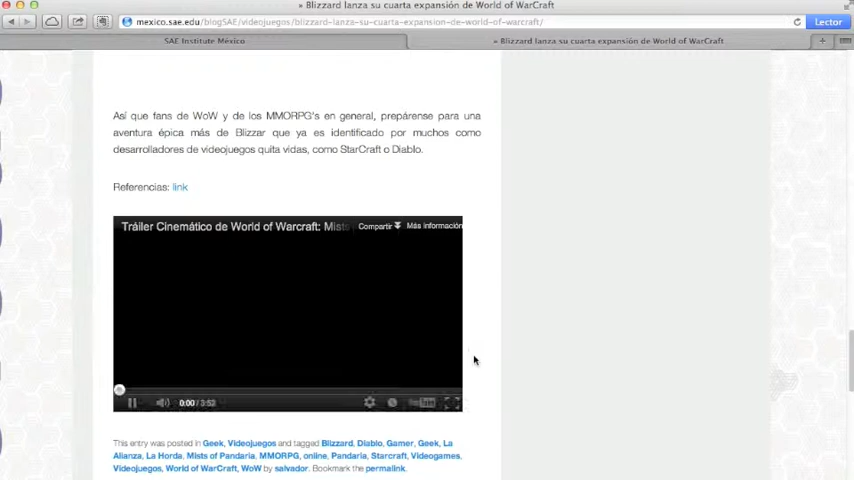 » Blizzard lanza su cuarta expansión de World of WarCraft
mexico.sae.edu/blogSAE/videojuegos/blizzard-lanza-su-cuarta-expansion-de-world-of-warcraft/
Lector
SAE Institute México
» Blizzard lanza su cuarta expansión de World of WarCraft
Así que fans de WoW y de los MMORPG's en general, prepárense para una
aventura épica más de Blizzar que ya es identificado por muchos como
desarrolladores de videojuegos quita vidas, como StarCraft o Diablo.
Referencias: link
Tráiler Cinemático de World of Warcraft: Mists
Compartir Más información
0:00 / 3:53
This entry was posted in Geek, Videojuegos and tagged Blizzard, Diablo, Gamer, Geek, La
Alianza, La Horda, Mists of Pandaria, MMORPG, online, Pandaria, Starcraft, Videogames,
Videojuegos, World of WarCraft, WoW by salvador. Bookmark the permalink.